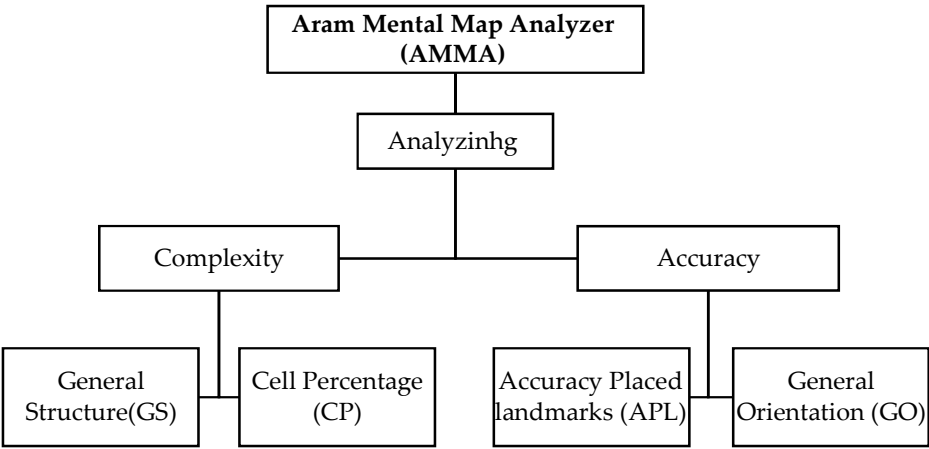 Aram Mental Map Analyzer
(AMMA)
Analyzinhg
Complexity
Accuracy
General
Structure(GS)
Cell Percentage
(CP)
Accuracy Placed
landmarks (APL)
General
Orientation (GO)